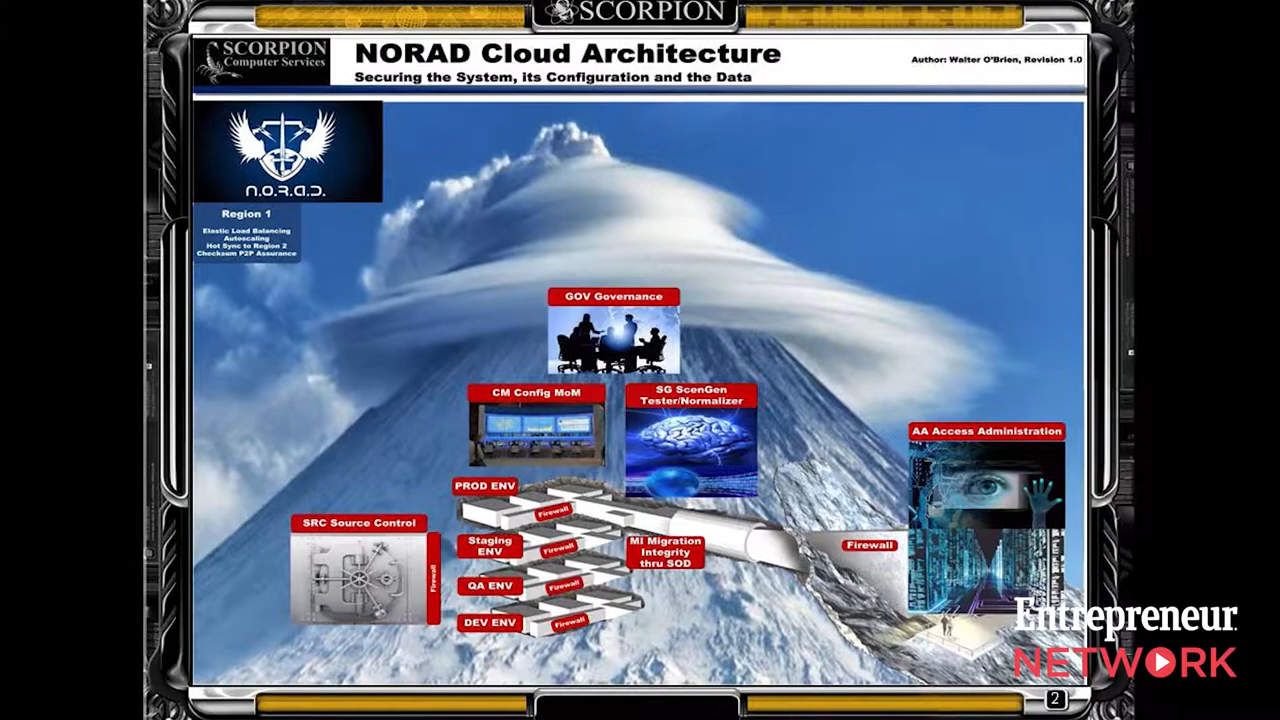 SCORPION
SCORPION
Computer Services
NORAD Cloud Architecture
Securing the System, its Configuration and the Data
Author: Walter O'Brien, Revision 1.0
n.o.r.a.d.
Region 1
Elastic Load Balancing
Autoscaling
Hot Sync to Region 2
Checksum P2P Assurance
GOV Governance
CM Config MoM
SG ScenGen
Tester/Normalizer
AA Access Administration
PROD ENV
Firewall
SRC Source Control
Firewall
Staging
ENV
Firewall
MI Migration
Integrity
thru SOD
Firewall
QA ENV
Firewall
DEV ENV
Firewall
Entrepreneur
NETWORK
2